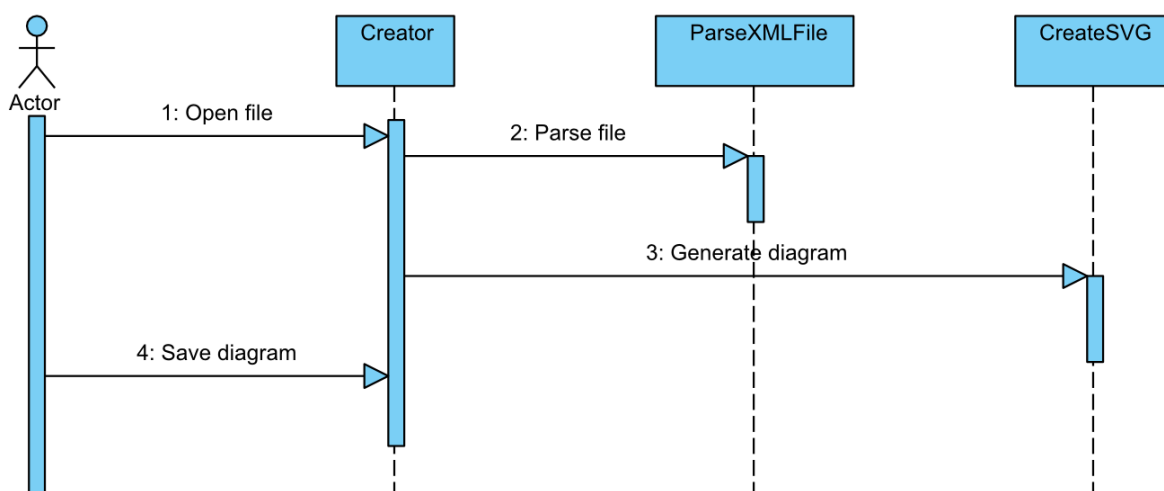 Creator
ParseXMLFile
CreateSVG
Actor
1: Open file
2: Parse file
3: Generate diagram
4: Save diagram